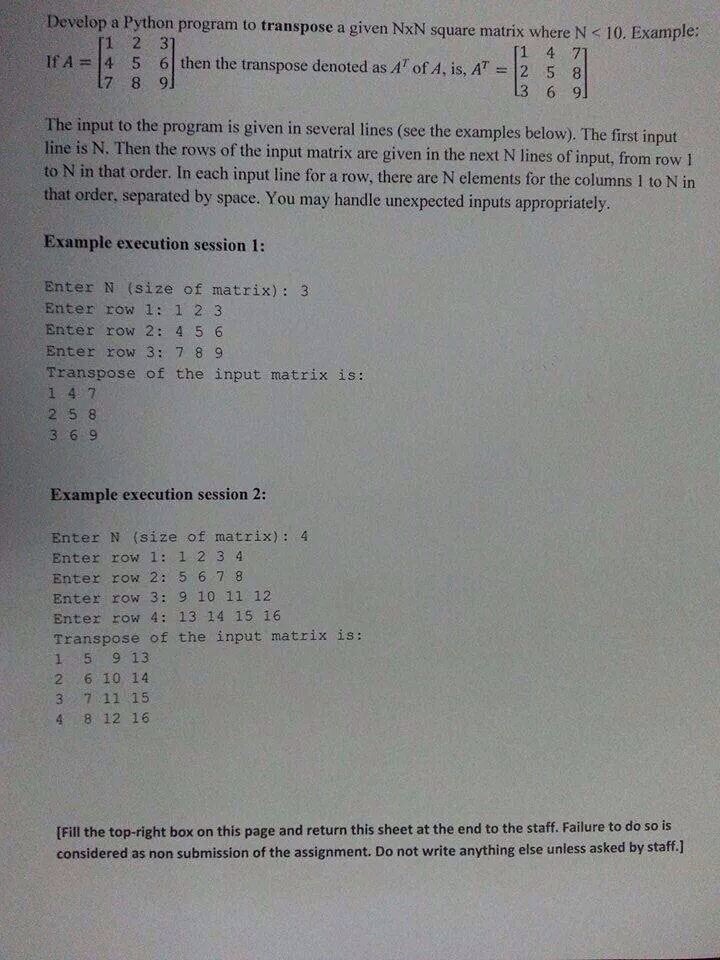 Develop a Python program to transpose a given NxN square matrix where N < 10. Example:
If A = [1 2 3; 4 5 6; 7 8 9] then the transpose denoted as A^T of A, is, A^T = [1 4 7; 2 5 8; 3 6 9]
The input to the program is given in several lines (see the examples below). The first input
line is N. Then the rows of the input matrix are given in the next N lines of input, from row 1
to N in that order. In each input line for a row, there are N elements for the columns 1 to N in
that order, separated by space. You may handle unexpected inputs appropriately.
Example execution session 1:
Enter N (size of matrix): 3
Enter row 1: 1 2 3
Enter row 2: 4 5 6
Enter row 3: 7 8 9
Transpose of the input matrix is:
1 4 7
2 5 8
3 6 9
Example execution session 2:
Enter N (size of matrix): 4
Enter row 1: 1 2 3 4
Enter row 2: 5 6 7 8
Enter row 3: 9 10 11 12
Enter row 4: 13 14 15 16
Transpose of the input matrix is:
1 5 9 13
2 6 10 14
3 7 11 15
4 8 12 16
[Fill the top-right box on this page and return this sheet at the end to the staff. Failure to do so is
considered as non submission of the assignment. Do not write anything else unless asked by staff.]